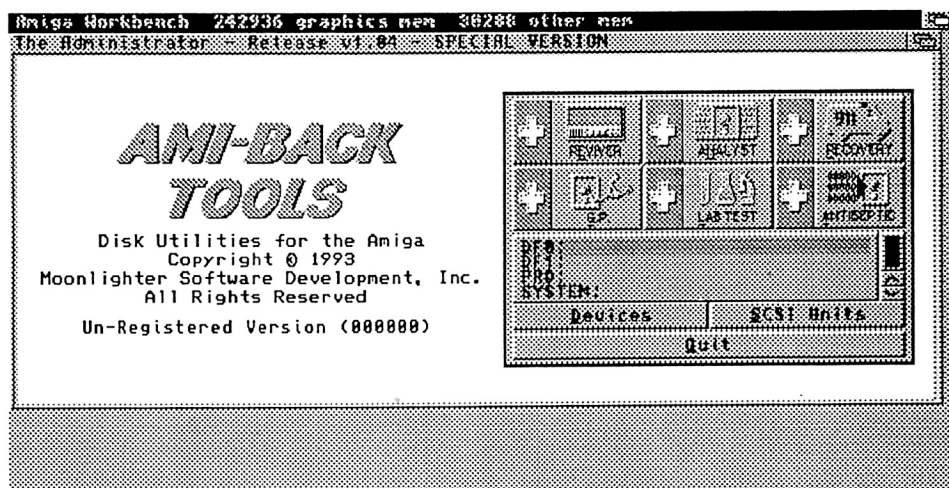 Amiga Workbench 242936 graphics mem 30288 other mem
The Administrator - Release v1.04 - SPECIAL VERSION
AMI-BACK
TOOLS
Disk Utilities for the Amiga
Copyright © 1993
Moonlighter Software Development, Inc.
All Rights Reserved
Un-Registered Version (000000)
REVIVER
ANALYST
911
RECOVERY
G.P.
LAB TEST
ANTISEPTIC
DF0:
DF1:
PRO:
SYSTEM:
Devices
SCSI Units
Quit